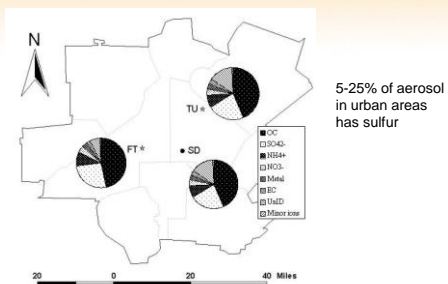 N
TU *
FT *
SD
OC
SO42-
NH4+
NO3-
Metal
EC
UnID
Minor ions
20 0 20 40 Miles
5-25% of aerosol
in urban areas
has sulfur